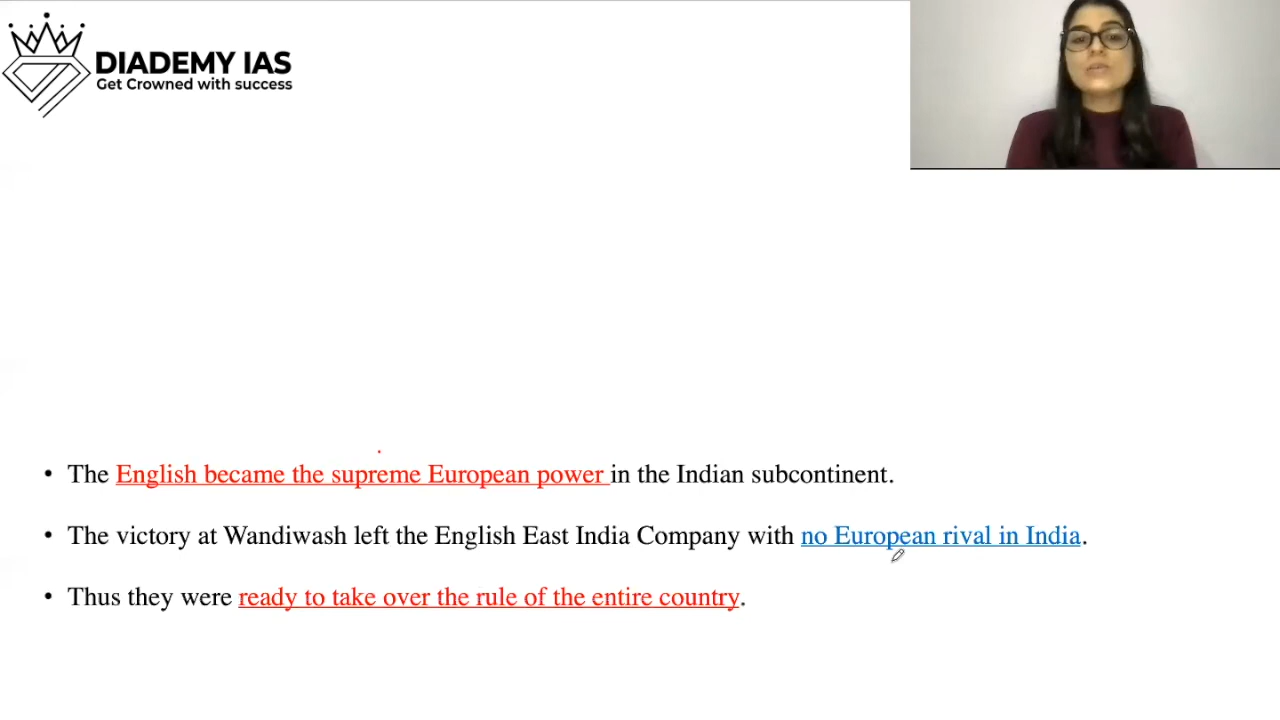 DIADEMY IAS
Get Crowned with success
• The English became the supreme European power in the Indian subcontinent.
• The victory at Wandiwash left the English East India Company with no European rival in India.
• Thus they were ready to take over the rule of the entire country.